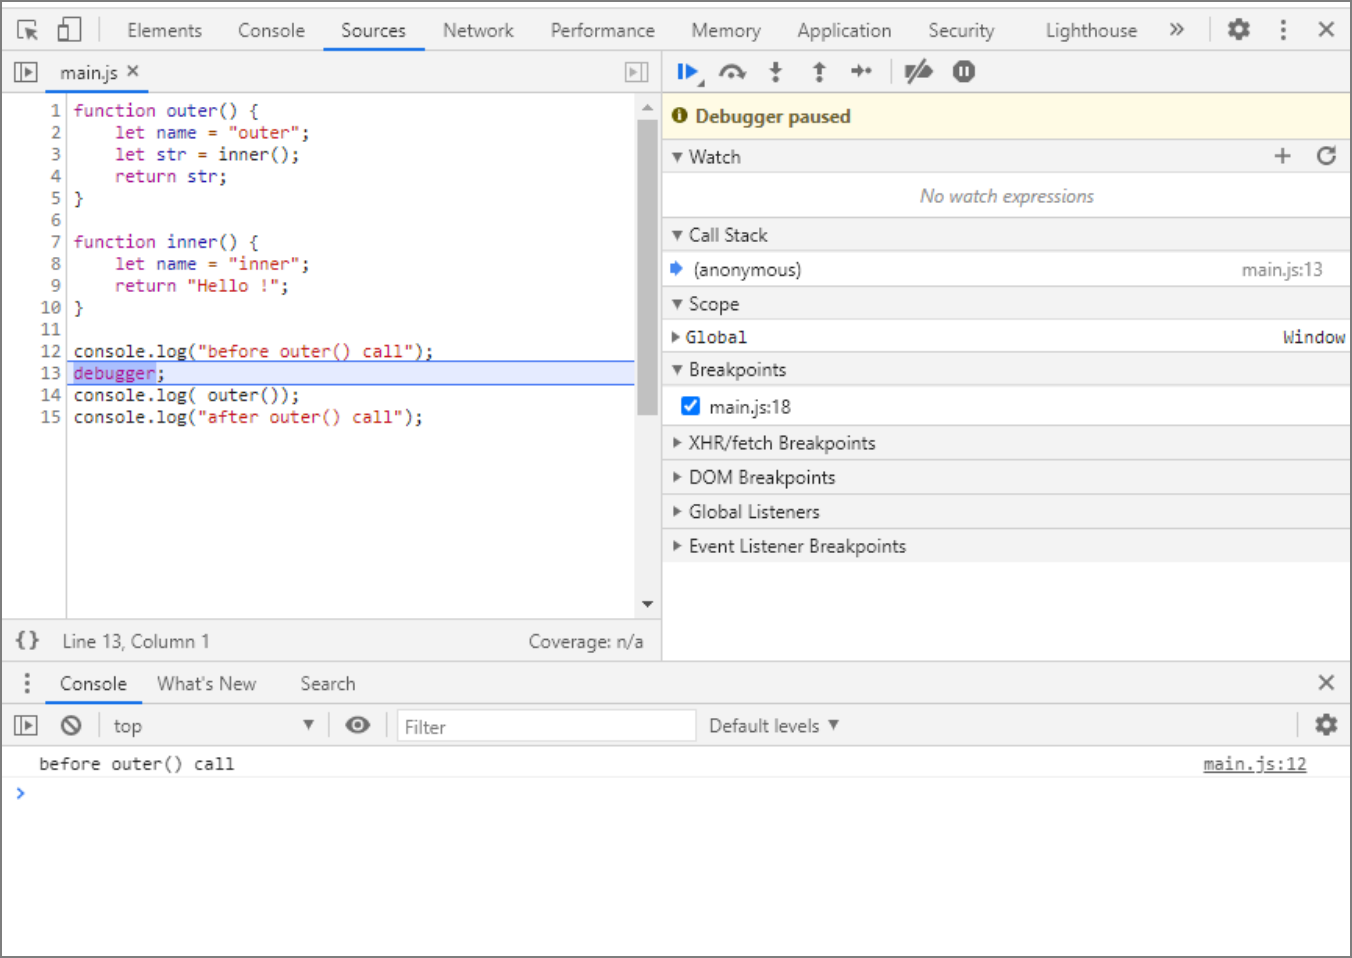 Elements Console Sources Network Performance Memory Application Security Lighthouse »
main.js ×
1 function outer() {
2     let name = "outer";
3     let str = inner();
4     return str;
5 }
6
7 function inner() {
8     let name = "inner";
9     return "Hello !";
10 }
11
12 console.log("before outer() call");
13 debugger;
14 console.log( outer());
15 console.log("after outer() call");
{} Line 13, Column 1 Coverage: n/a
Debugger paused
Watch
No watch expressions
Call Stack
(anonymous) main.js:13
Scope
Global Window
Breakpoints
main.js:18
XHR/fetch Breakpoints
DOM Breakpoints
Global Listeners
Event Listener Breakpoints
Console What's New Search
top Filter Default levels
before outer() call main.js:12